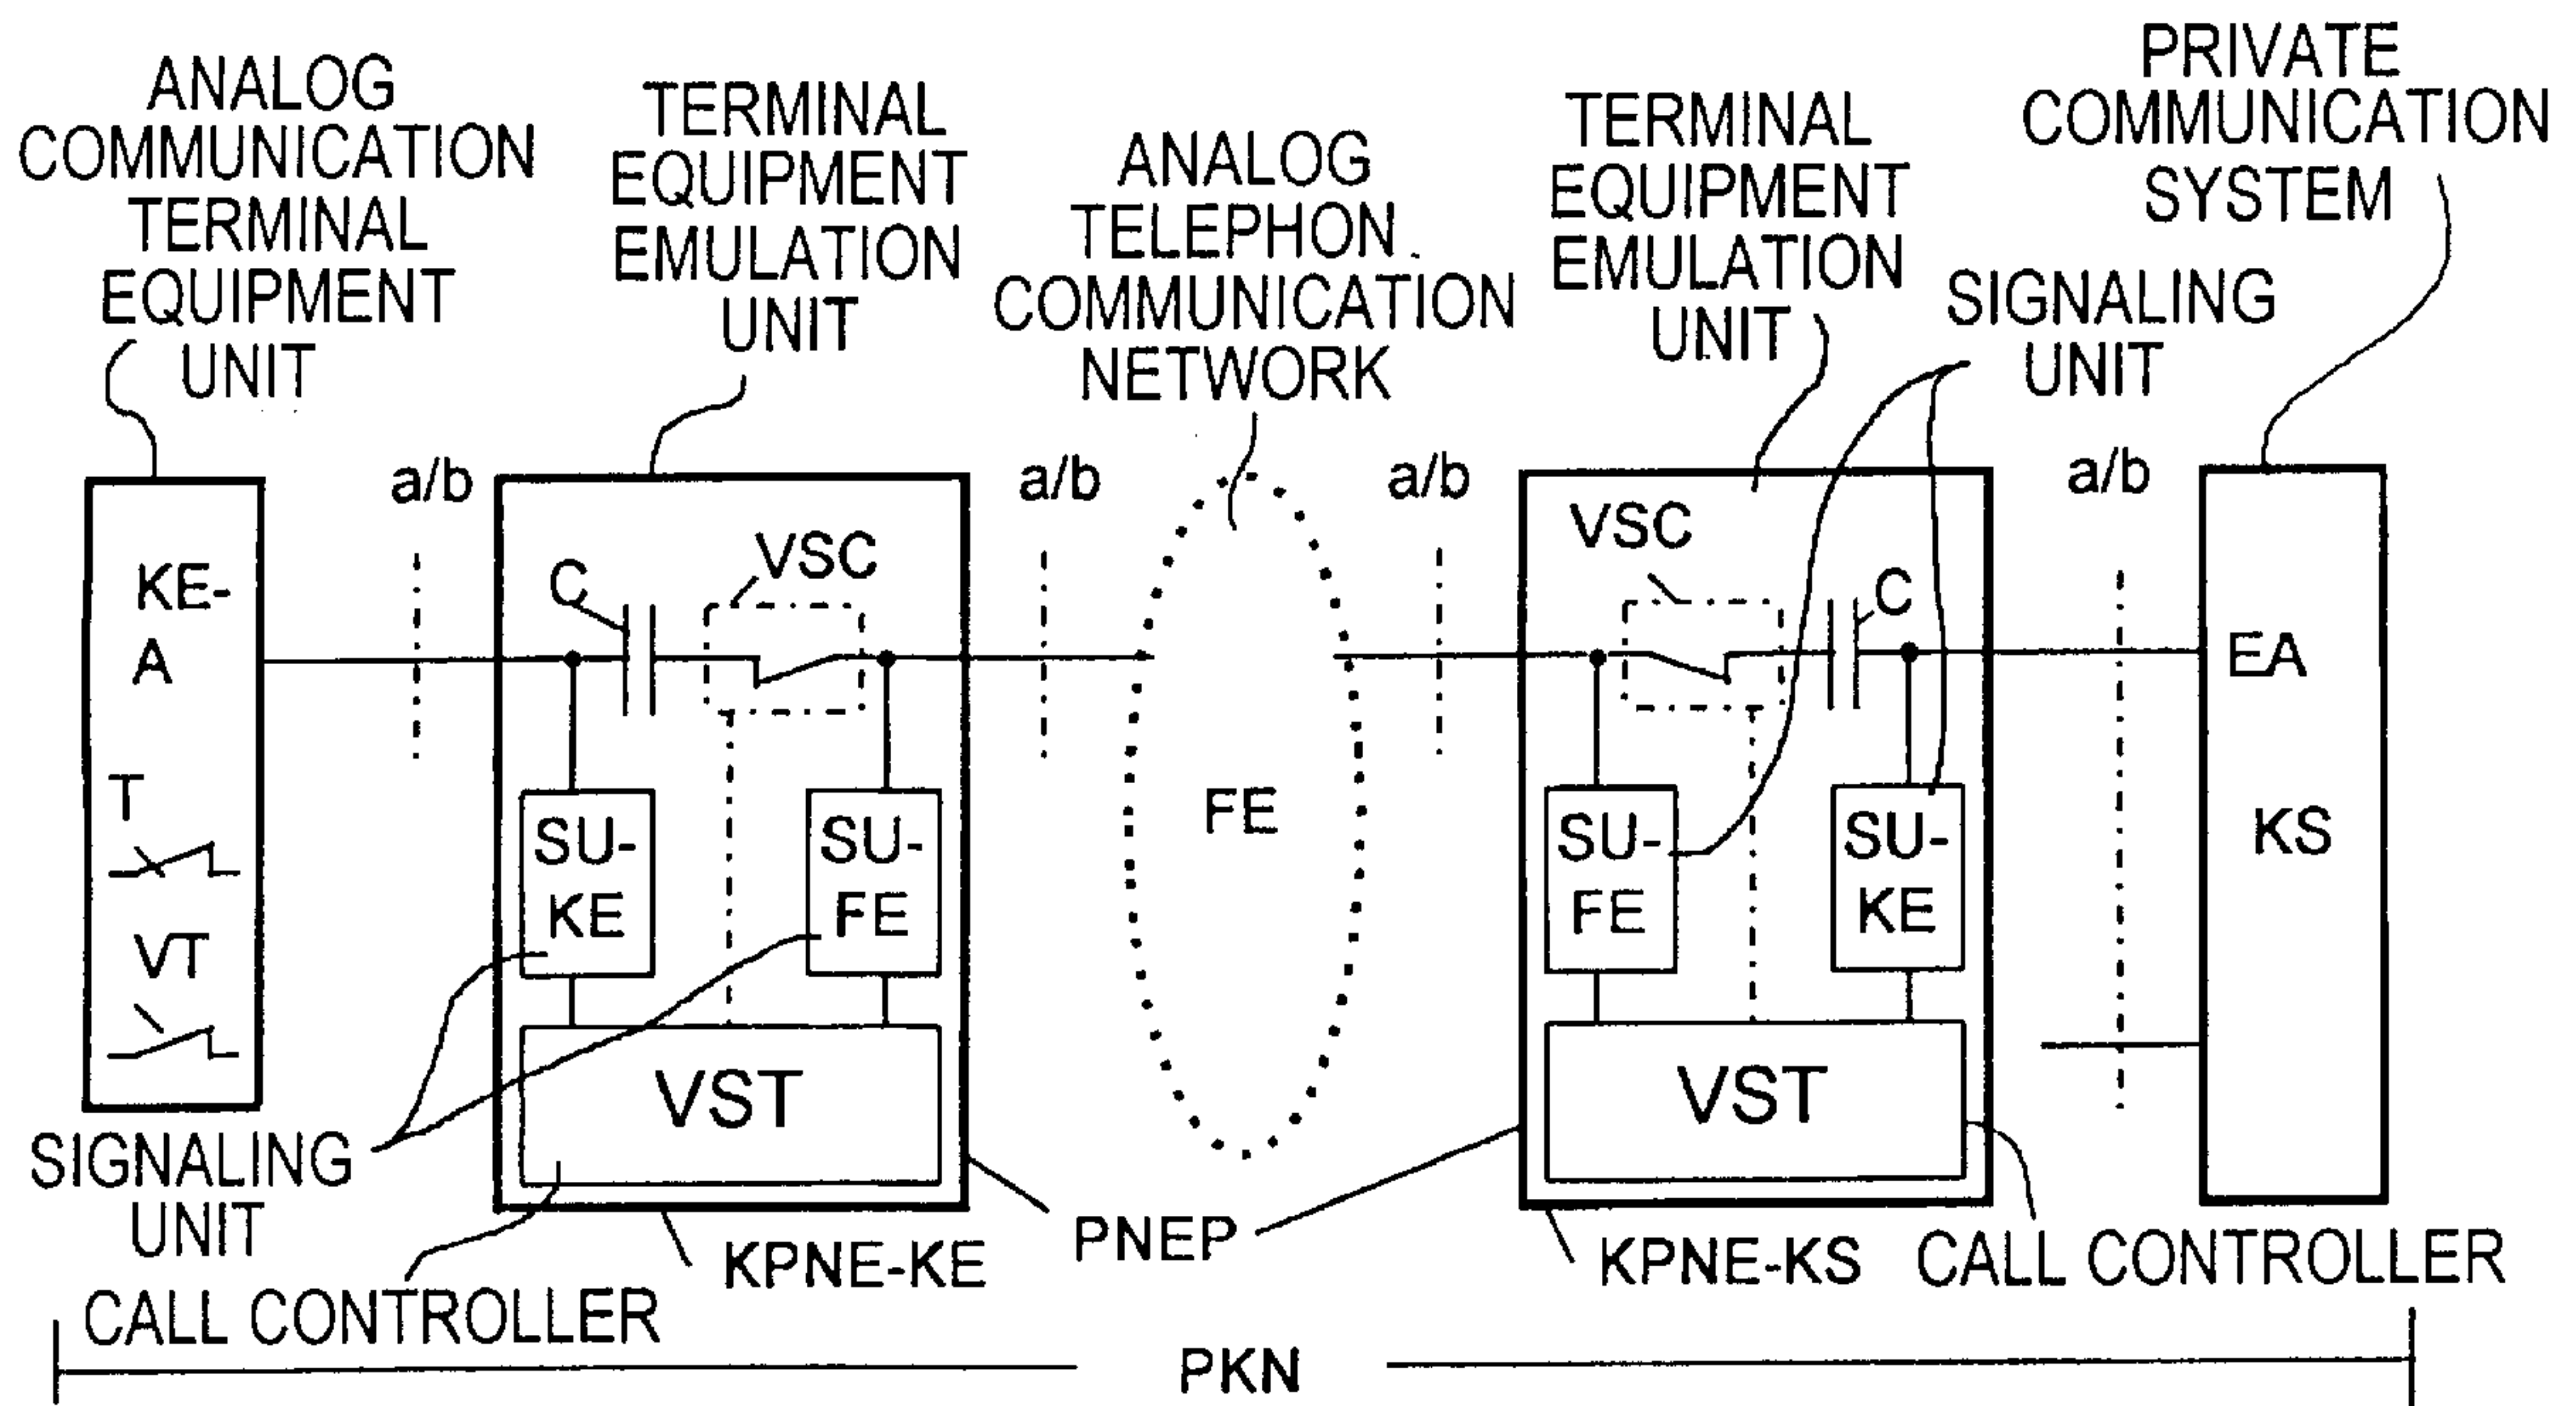 ANALOG
COMMUNICATION
TERMINAL
EQUIPMENT
UNIT
TERMINAL
EQUIPMENT
EMULATION
UNIT
ANALOG
TELEPHON
COMMUNICATION
NETWORK
TERMINAL
EQUIPMENT
EMULATION
UNIT
PRIVATE
COMMUNICATION
SYSTEM
SIGNALING
UNIT
a/b
a/b
a/b
a/b
KE-
A
T
VT
C
VSC
SU-
KE
SU-
FE
VST
FE
VSC
C
SU-
FE
SU-
KE
VST
EA
KS
SIGNALING
UNIT
CALL CONTROLLER
KPNE-KE
PNEP
KPNE-KS
CALL CONTROLLER
PKN